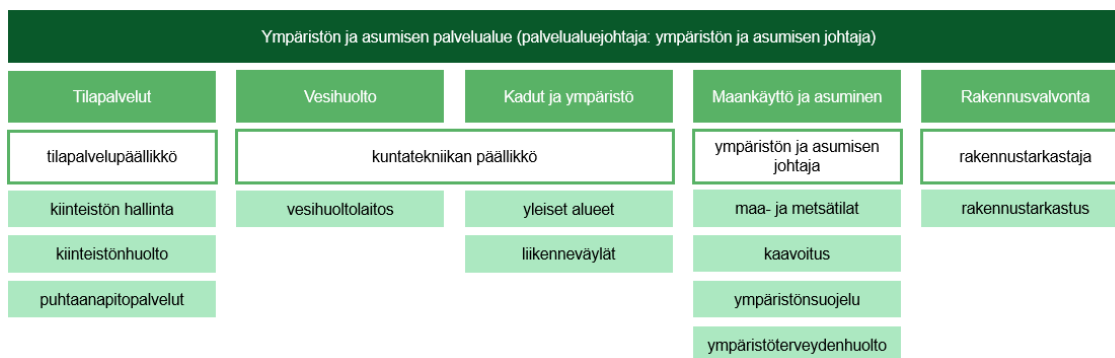 Ympäristön ja asumisen palvelualue (palvelualuejohtaja: ympäristön ja asumisen johtaja)
Tilapalvelut
Vesihuolto
Kadut ja ympäristö
Maankäyttö ja asuminen
Rakennusvalvonta
tilapalvelupäällikkö
kuntatekniikan päällikkö
ympäristön ja asumisen
johtaja
rakennustarkastaja
kiinteistön hallinta
vesihuoltolaitos
yleiset alueet
maa- ja metsätilat
rakennustarkastus
kiinteistönhuolto
liikenneväylät
kaavoitus
puhtaanapitopalvelut
ympäristönsuojelu
ympäristöterveydenhuolto